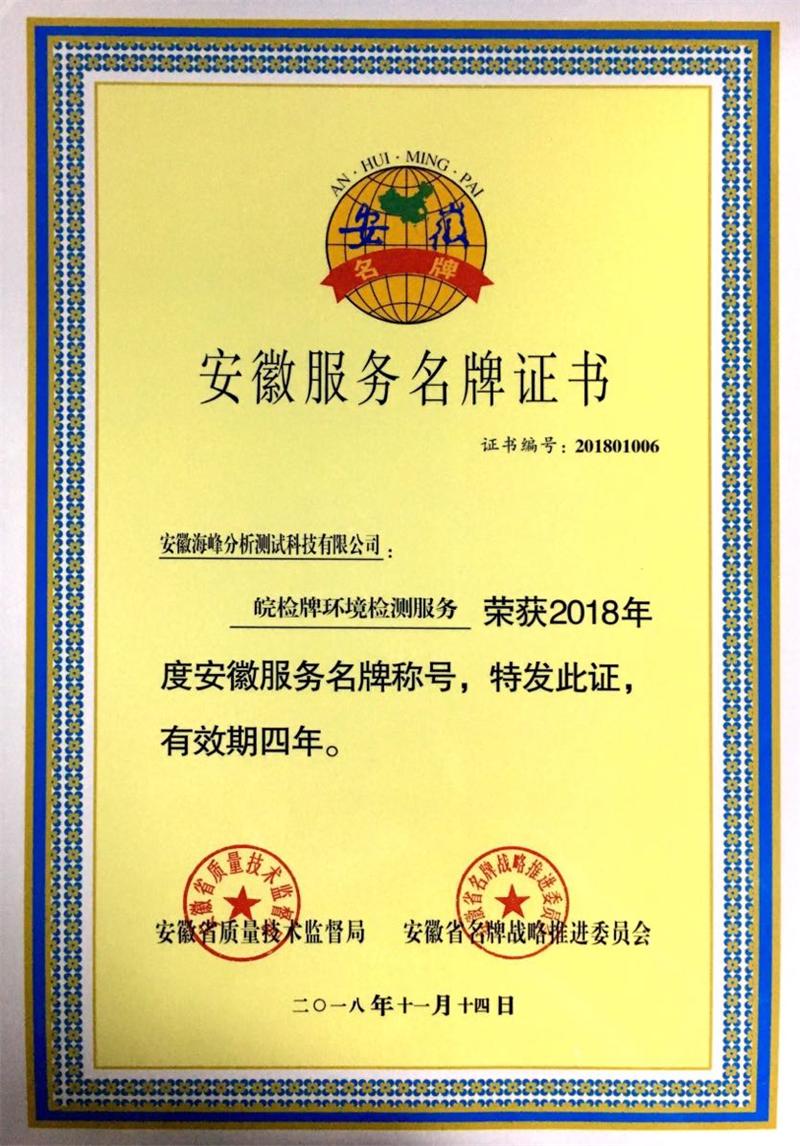 AN·HUI·MING·PAI
安徽
名牌
安徽服务名牌证书
证书编号：201801006
安徽海峰分析测试科技有限公司：
皖检牌环境检测服务 荣获2018年
度安徽服务名牌称号，特发此证，
有效期四年。
安徽省质量技术监督局
安徽省名牌战略推进委员会
安徽省质量技术监督局 安徽省名牌战略推进委员会
二〇一八年十一月十四日